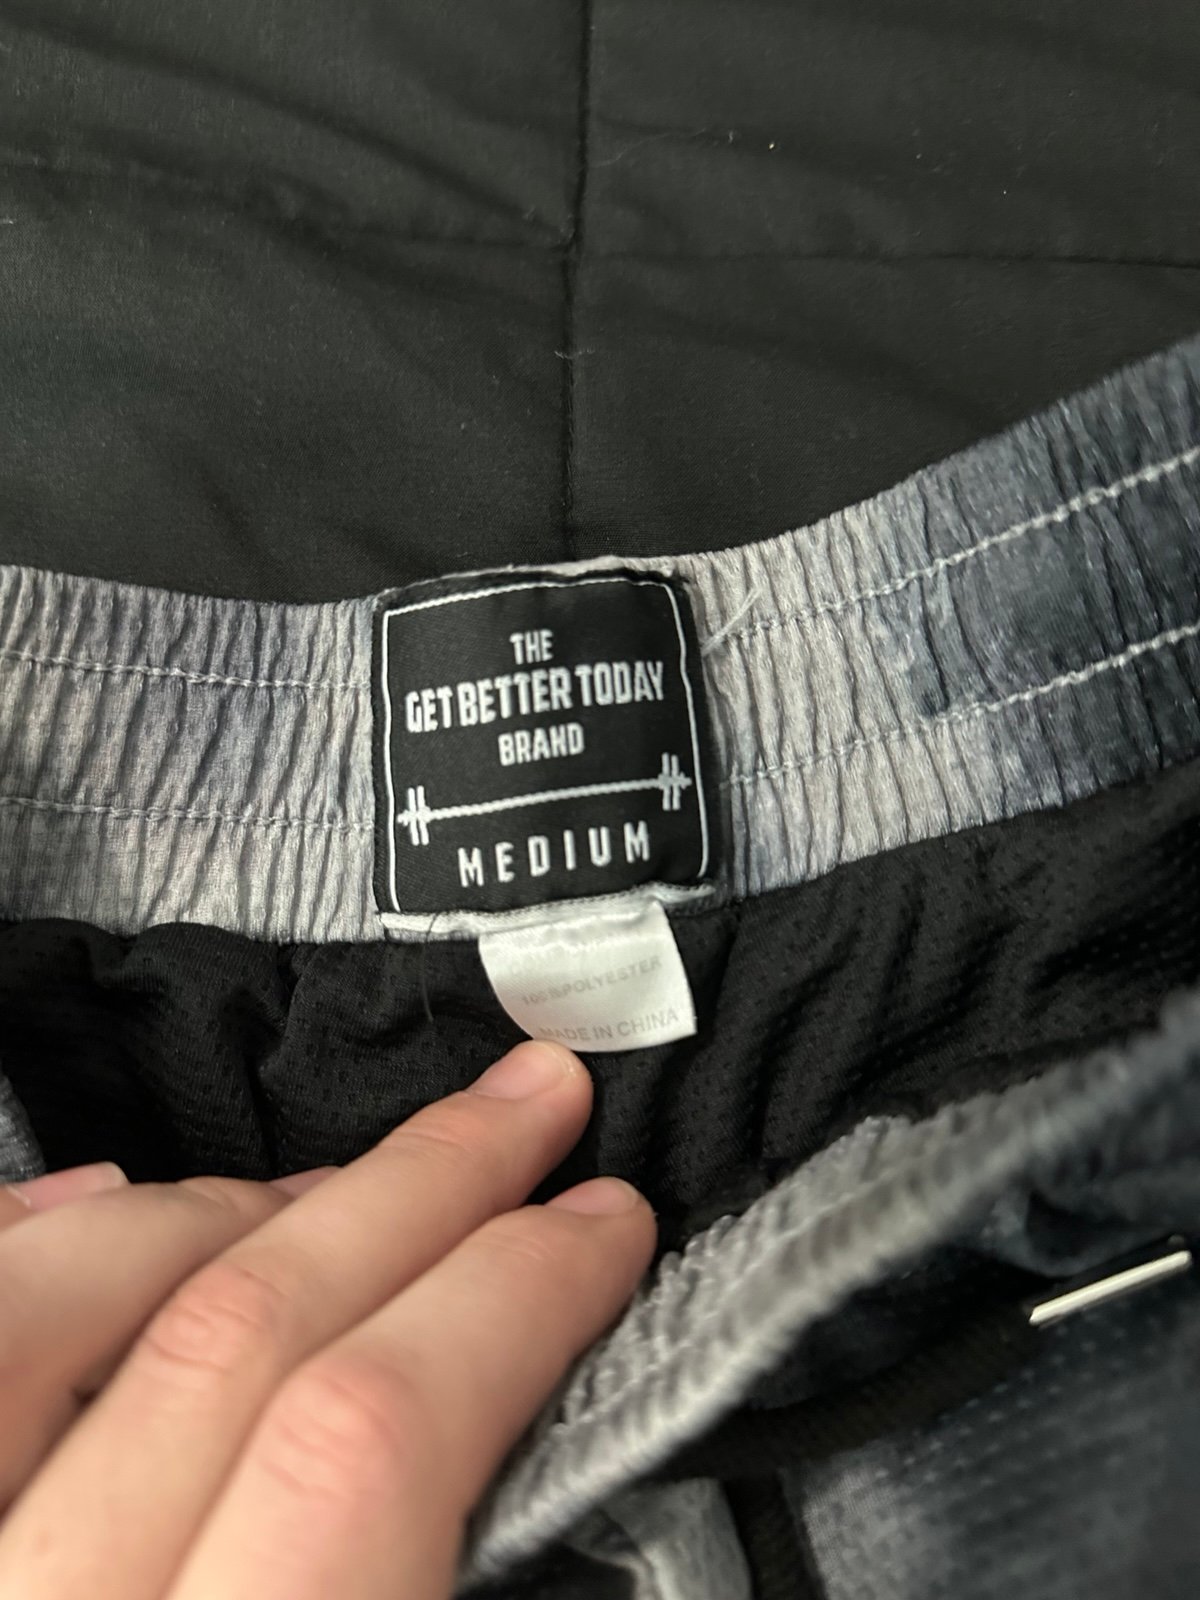 THE
GET BETTER TODAY
BRAND
MEDIUM
100%POLYESTER
MADE IN CHINA